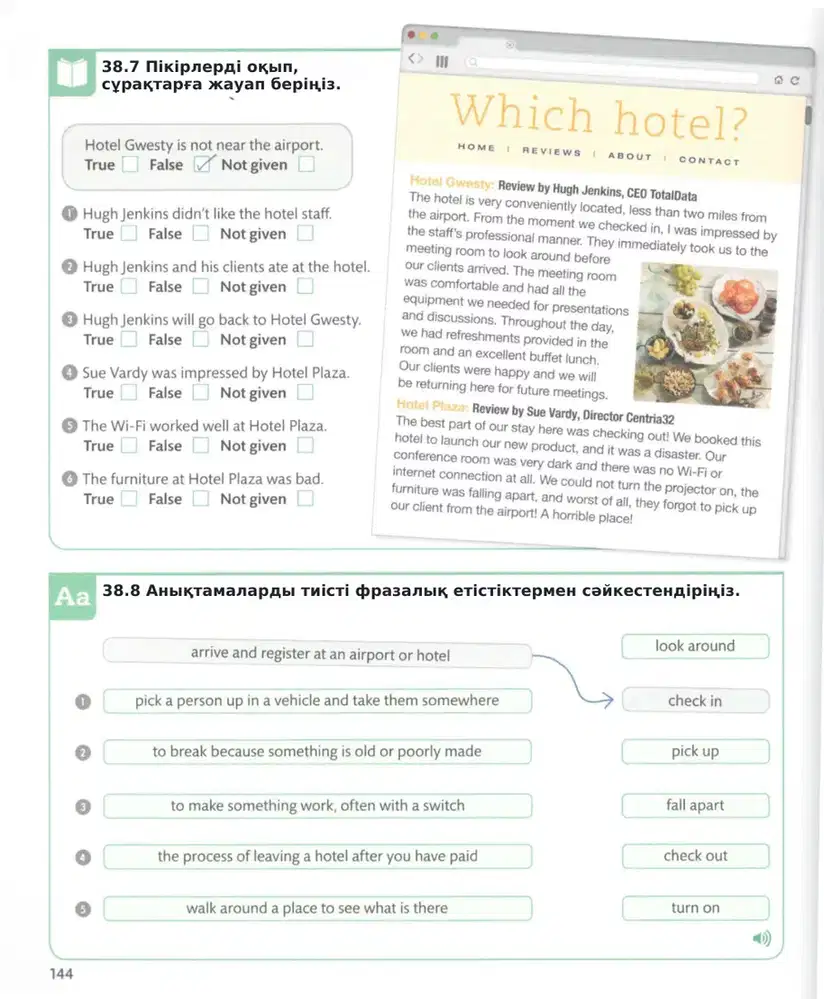 38.7 Пікірлерді оқып,
сұрақтарға жауап беріңіз.
Hotel Gwesty is not near the airport.
True False Not given
1 Hugh Jenkins didn't like the hotel staff.
True False Not given
2 Hugh Jenkins and his clients ate at the hotel.
True False Not given
3 Hugh Jenkins will go back to Hotel Gwesty.
True False Not given
4 Sue Vardy was impressed by Hotel Plaza.
True False Not given
5 The Wi-Fi worked well at Hotel Plaza.
True False Not given
6 The furniture at Hotel Plaza was bad.
True False Not given
Which hotel?
HOME | REVIEWS | ABOUT | CONTACT
Hotel Gwesty: Review by Hugh Jenkins, CEO TotalData
The hotel is very conveniently located, less than two miles from
the airport. From the moment we checked in, I was impressed by
the staff's professional manner. They immediately took us to the
meeting room to look around before
our clients arrived. The meeting room
was comfortable and had all the
equipment we needed for presentations
and discussions. Throughout the day,
we had refreshments provided in the
room and an excellent buffet lunch.
Our clients were happy and we will
be returning here for future meetings.
Hotel Plaza: Review by Sue Vardy, Director Centria32
The best part of our stay here was checking out! We booked this
hotel to launch our new product, and it was a disaster. Our
conference room was very dark and there was no Wi-Fi or
internet connection at all. We could not turn the projector on, the
furniture was falling apart, and worst of all, they forgot to pick up
our client from the airport! A horrible place!
Aa 38.8 Анықтамаларды тиісті фразалық етістіктермен сәйкестендіріңіз.
arrive and register at an airport or hotel
look around
1 pick a person up in a vehicle and take them somewhere
check in
2 to break because something is old or poorly made
pick up
3 to make something work, often with a switch
fall apart
4 the process of leaving a hotel after you have paid
check out
5 walk around a place to see what is there
turn on
144